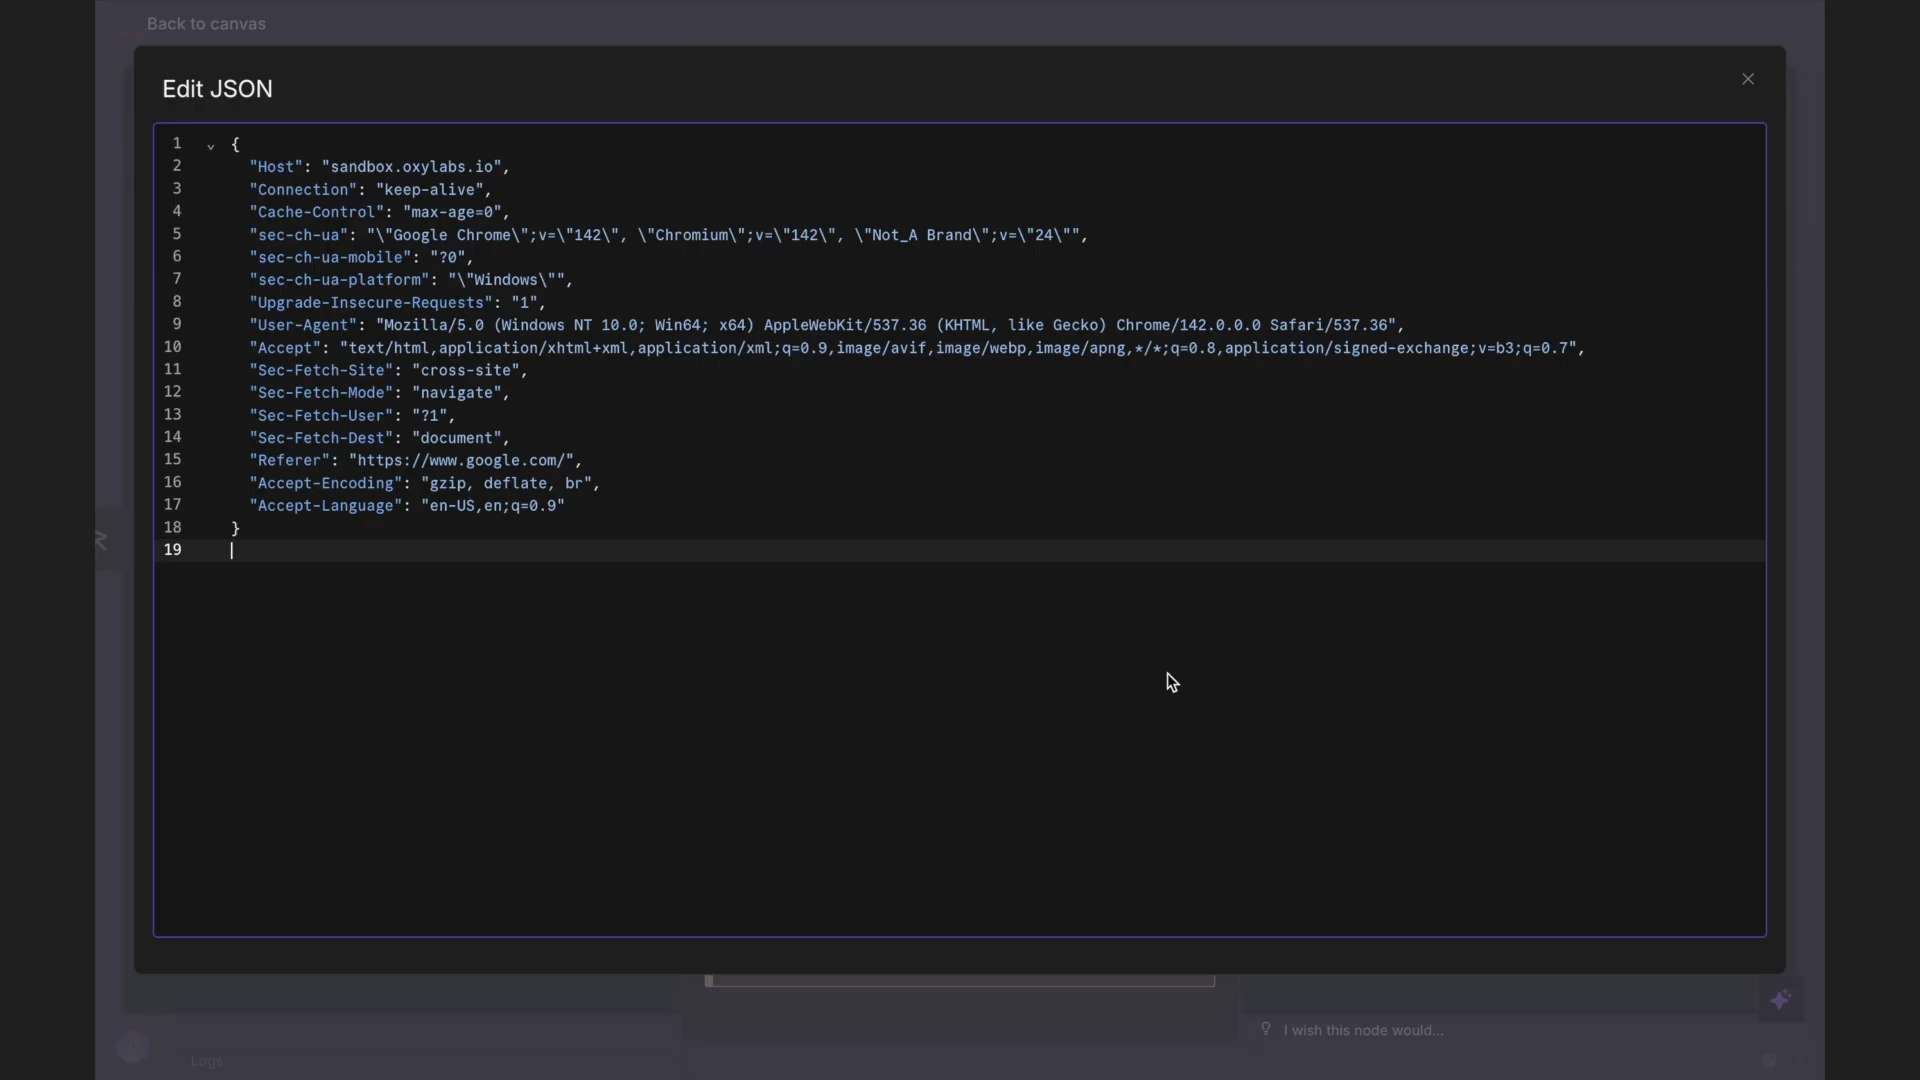 Back to canvas
Edit JSON
1 {
2 "Host": "sandbox.oxylabs.io",
3 "Connection": "keep-alive",
4 "Cache-Control": "max-age=0",
5 "sec-ch-ua": "\"Google Chrome\";v=\"142\", \"Chromium\";v=\"142\", \"Not_A Brand\";v=\"24\"",
6 "sec-ch-ua-mobile": "?0",
7 "sec-ch-ua-platform": "\"Windows\"",
8 "Upgrade-Insecure-Requests": "1",
9 "User-Agent": "Mozilla/5.0 (Windows NT 10.0; Win64; x64) AppleWebKit/537.36 (KHTML, like Gecko) Chrome/142.0.0.0 Safari/537.36",
10 "Accept": "text/html,application/xhtml+xml,application/xml;q=0.9,image/avif,image/webp,image/apng,*/*;q=0.8,application/signed-exchange;v=b3;q=0.7",
11 "Sec-Fetch-Site": "cross-site",
12 "Sec-Fetch-Mode": "navigate",
13 "Sec-Fetch-User": "?1",
14 "Sec-Fetch-Dest": "document",
15 "Referer": "https://www.google.com/",
16 "Accept-Encoding": "gzip, deflate, br",
17 "Accept-Language": "en-US,en;q=0.9"
18 }
19
I wish this node would...
Logs